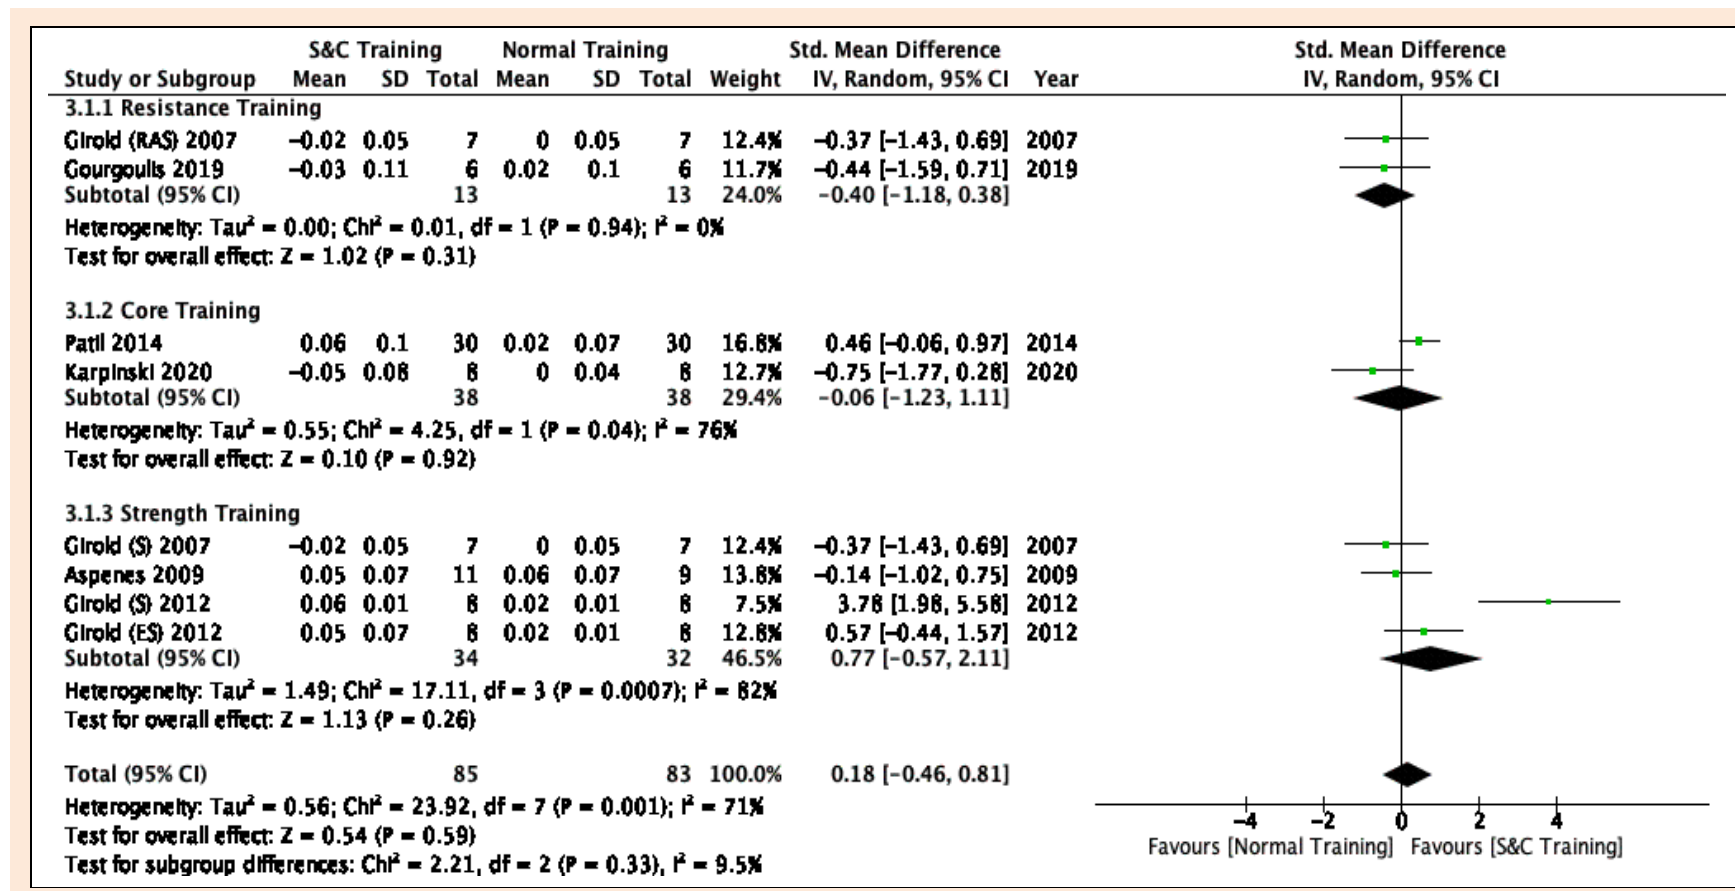 S&C Training Normal Training Std. Mean Difference Std. Mean Difference
Study or Subgroup Mean SD Total Mean SD Total Weight IV, Random, 95% CI Year IV, Random, 95% CI
3.1.1 Resistance Training
Girold (RAS) 2007 −0.02 0.05 7 0 0.05 7 12.4% −0.37 [−1.43, 0.69] 2007
Gourgoulis 2019 −0.03 0.11 6 0.02 0.1 6 11.7% −0.44 [−1.59, 0.71] 2019
Subtotal (95% CI) 13 13 24.0% −0.40 [−1.18, 0.38]
Heterogeneity: Tau² = 0.00; Chi² = 0.01, df = 1 (P = 0.94); I² = 0%
Test for overall effect: Z = 1.02 (P = 0.31)
3.1.2 Core Training
Patil 2014 0.06 0.1 30 0.02 0.07 30 16.8% 0.46 [−0.06, 0.97] 2014
Karpinski 2020 −0.05 0.08 8 0 0.04 8 12.7% −0.75 [−1.77, 0.28] 2020
Subtotal (95% CI) 38 38 29.4% −0.06 [−1.23, 1.11]
Heterogeneity: Tau² = 0.55; Chi² = 4.25, df = 1 (P = 0.04); I² = 76%
Test for overall effect: Z = 0.10 (P = 0.92)
3.1.3 Strength Training
Girold (S) 2007 −0.02 0.05 7 0 0.05 7 12.4% −0.37 [−1.43, 0.69] 2007
Aspenes 2009 0.05 0.07 11 0.06 0.07 9 13.8% −0.14 [−1.02, 0.75] 2009
Girold (S) 2012 0.06 0.01 8 0.02 0.01 8 7.5% 3.78 [1.98, 5.58] 2012
Girold (ES) 2012 0.05 0.07 8 0.02 0.01 8 12.8% 0.57 [−0.44, 1.57] 2012
Subtotal (95% CI) 34 32 46.5% 0.77 [−0.57, 2.11]
Heterogeneity: Tau² = 1.49; Chi² = 17.11, df = 3 (P = 0.0007); I² = 82%
Test for overall effect: Z = 1.13 (P = 0.26)
Total (95% CI) 85 83 100.0% 0.18 [−0.46, 0.81]
Heterogeneity: Tau² = 0.56; Chi² = 23.92, df = 7 (P = 0.001); I² = 71%
Test for overall effect: Z = 0.54 (P = 0.59)
Test for subgroup differences: Chi² = 2.21, df = 2 (P = 0.33), I² = 9.5%
−4 −2 0 2 4
Favours [Normal Training] Favours [S&C Training]